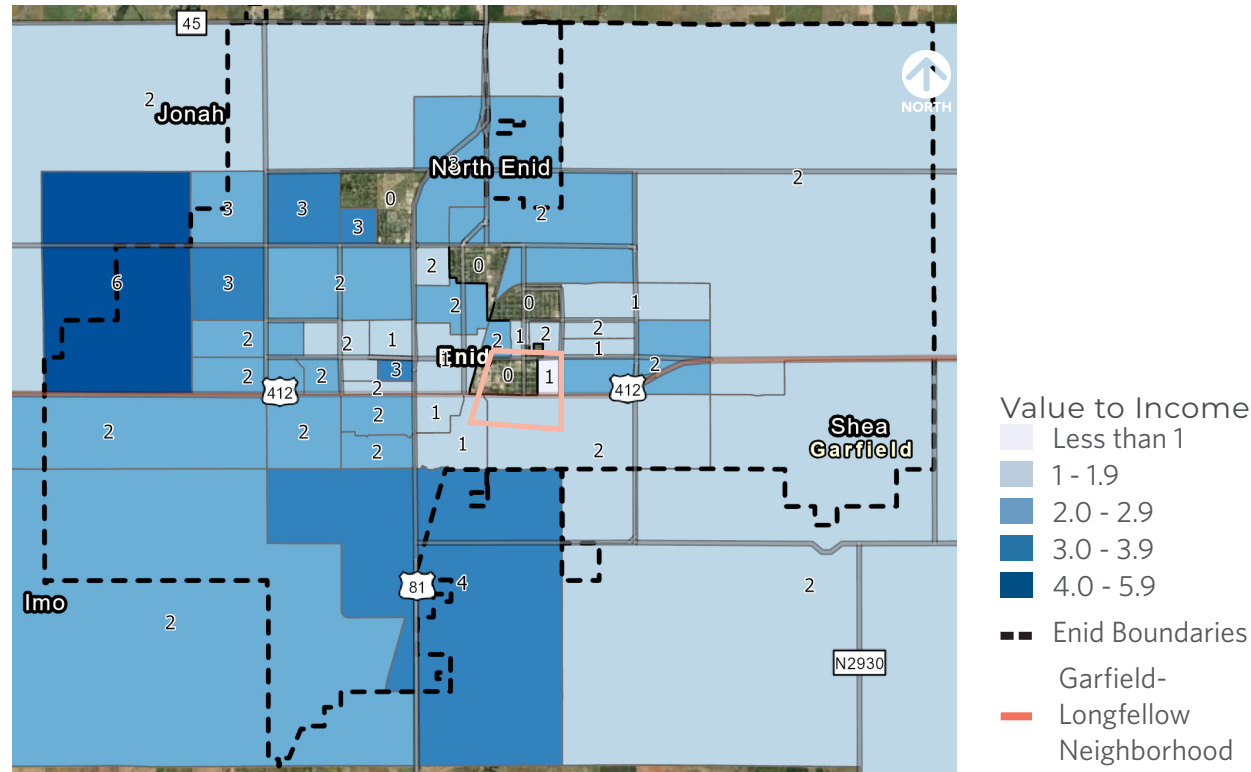 45
2
Jonah
NORTH
3
North Enid
2
3
3
0
3
2
6
3
2
2
0
2
0
1
2
2
1
2
1
2
2
1
Enid
1
2
2
3
2
0
1
2
412
412
2
2
2
1
2
1
2
Shea
Garfield
81
4
2
Imo
2
N2930
Value to Income
Less than 1
1 - 1.9
2.0 - 2.9
3.0 - 3.9
4.0 - 5.9
Enid Boundaries
Garfield-
Longfellow
Neighborhood